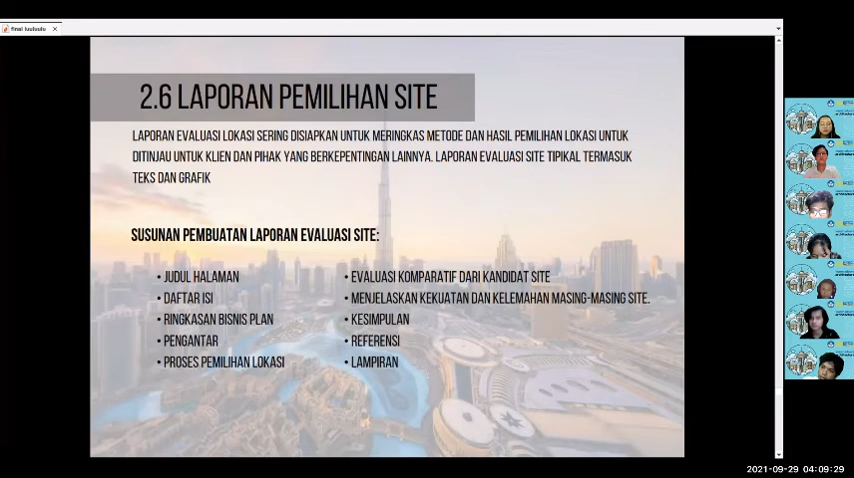 final luuluulu
2.6 LAPORAN PEMILIHAN SITE
LAPORAN EVALUASI LOKASI SERING DISIAPKAN UNTUK MERINGKAS METODE DAN HASIL PEMILIHAN LOKASI UNTUK
DITINJAU UNTUK KLIEN DAN PIHAK YANG BERKEPENTINGAN LAINNYA. LAPORAN EVALUASI SITE TIPIKAL TERMASUK
TEKS DAN GRAFIK
SUSUNAN PEMBUATAN LAPORAN EVALUASI SITE:
• JUDUL HALAMAN
• DAFTAR ISI
• RINGKASAN BISNIS PLAN
• PENGANTAR
• PROSES PEMILIHAN LOKASI
• EVALUASI KOMPARATIF DARI KANDIDAT SITE
• MENJELASKAN KEKUATAN DAN KELEMAHAN MASING-MASING SITE.
• KESIMPULAN
• REFERENSI
• LAMPIRAN
2021-09-29 04:09:29